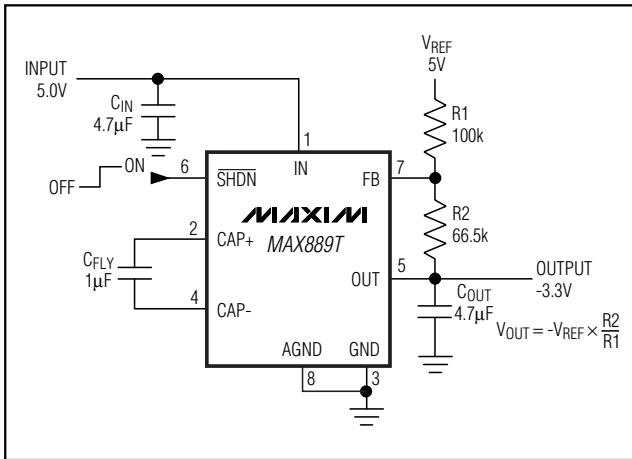 INPUT
5.0V
CIN
4.7µF
VREF
5V
R1
100k
1
IN
OFF
ON
6
SHDN
FB
7
MAXIM
MAX889T
R2
66.5k
2
CAP+
CFLY
1µF
4
CAP-
OUT
5
OUTPUT
-3.3V
COUT
4.7µF
VOUT = -VREF × R2
R1
AGND
GND
8
3